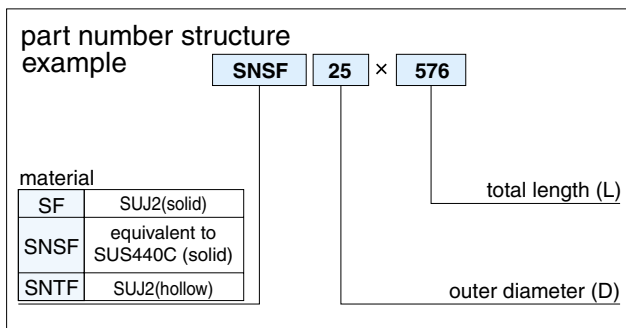 part number structure
example
SNSF 25 × 576
material
SF SUJ2(solid)
SNSF equivalent to
SUS440C (solid)
SNTF SUJ2(hollow)
total length (L)
outer diameter (D)